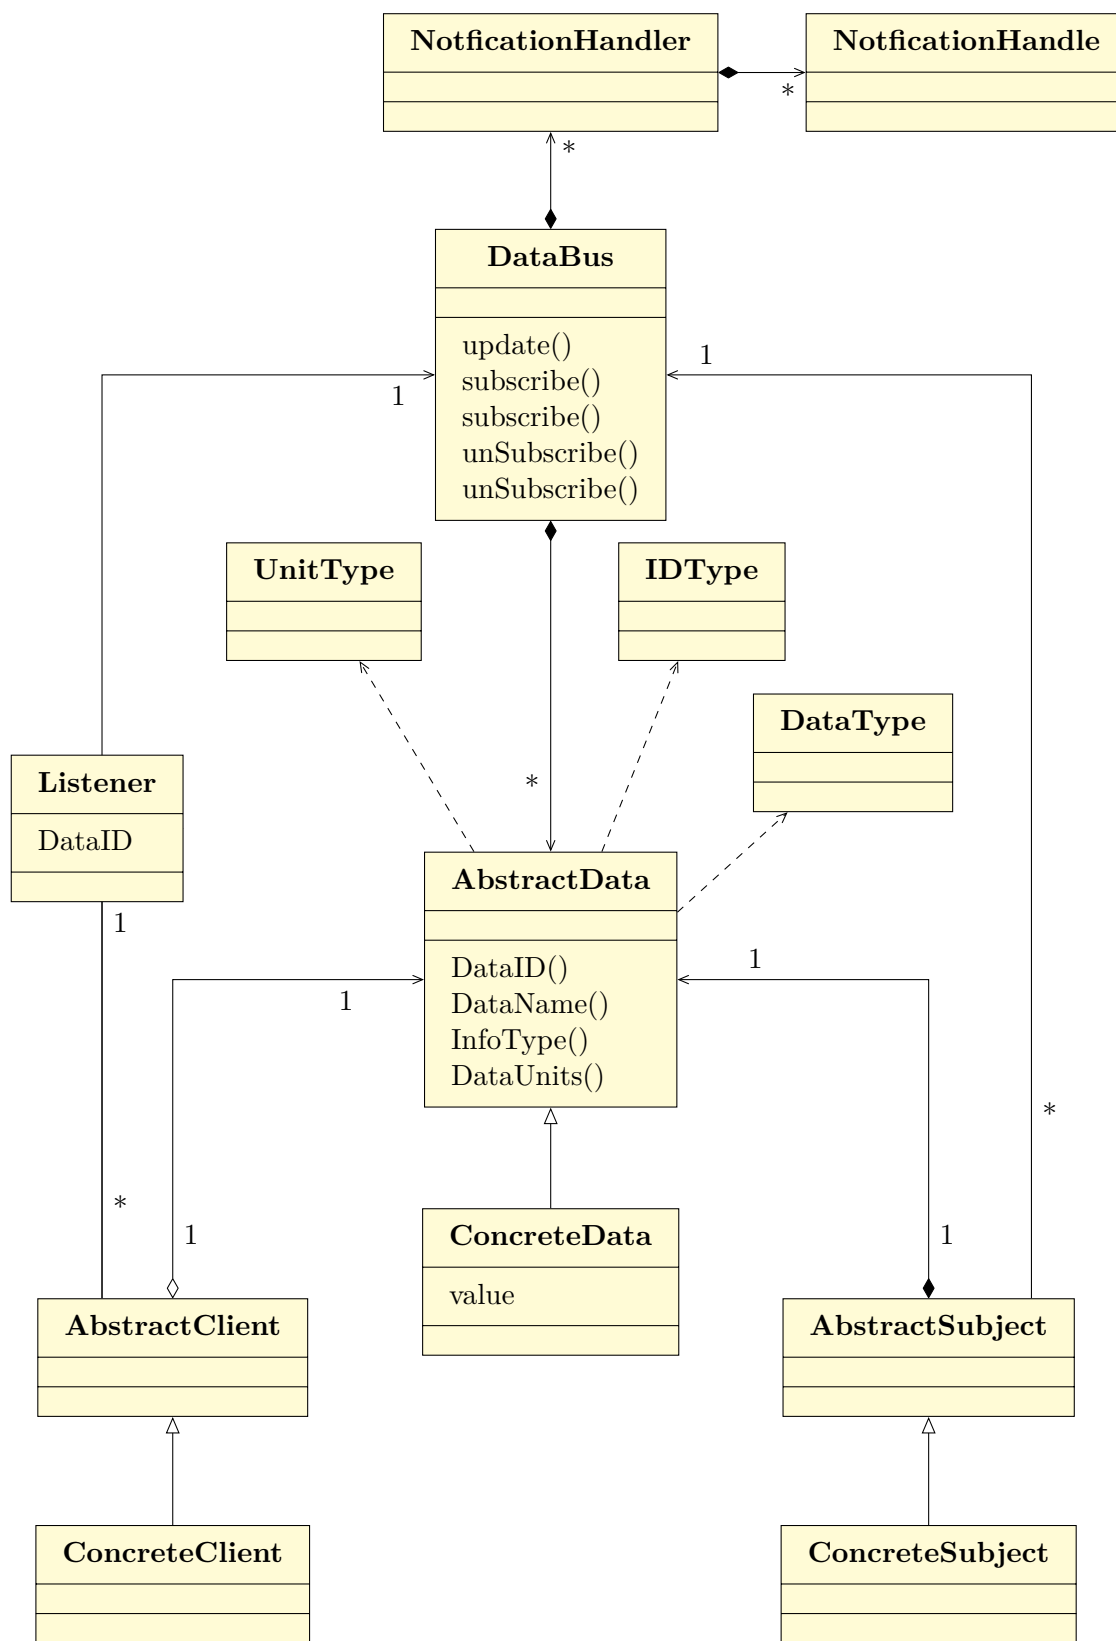 NotficationHandler
NotficationHandle
*
*
DataBus
update()
subscribe()
subscribe()
unSubscribe()
unSubscribe()
1
1
UnitType
IDType
DataType
*
Listener
DataID
1
AbstractData
DataID()
DataName()
InfoType()
DataUnits()
1
1
*
*
1
1
ConcreteData
value
AbstractClient
AbstractSubject
ConcreteClient
ConcreteSubject